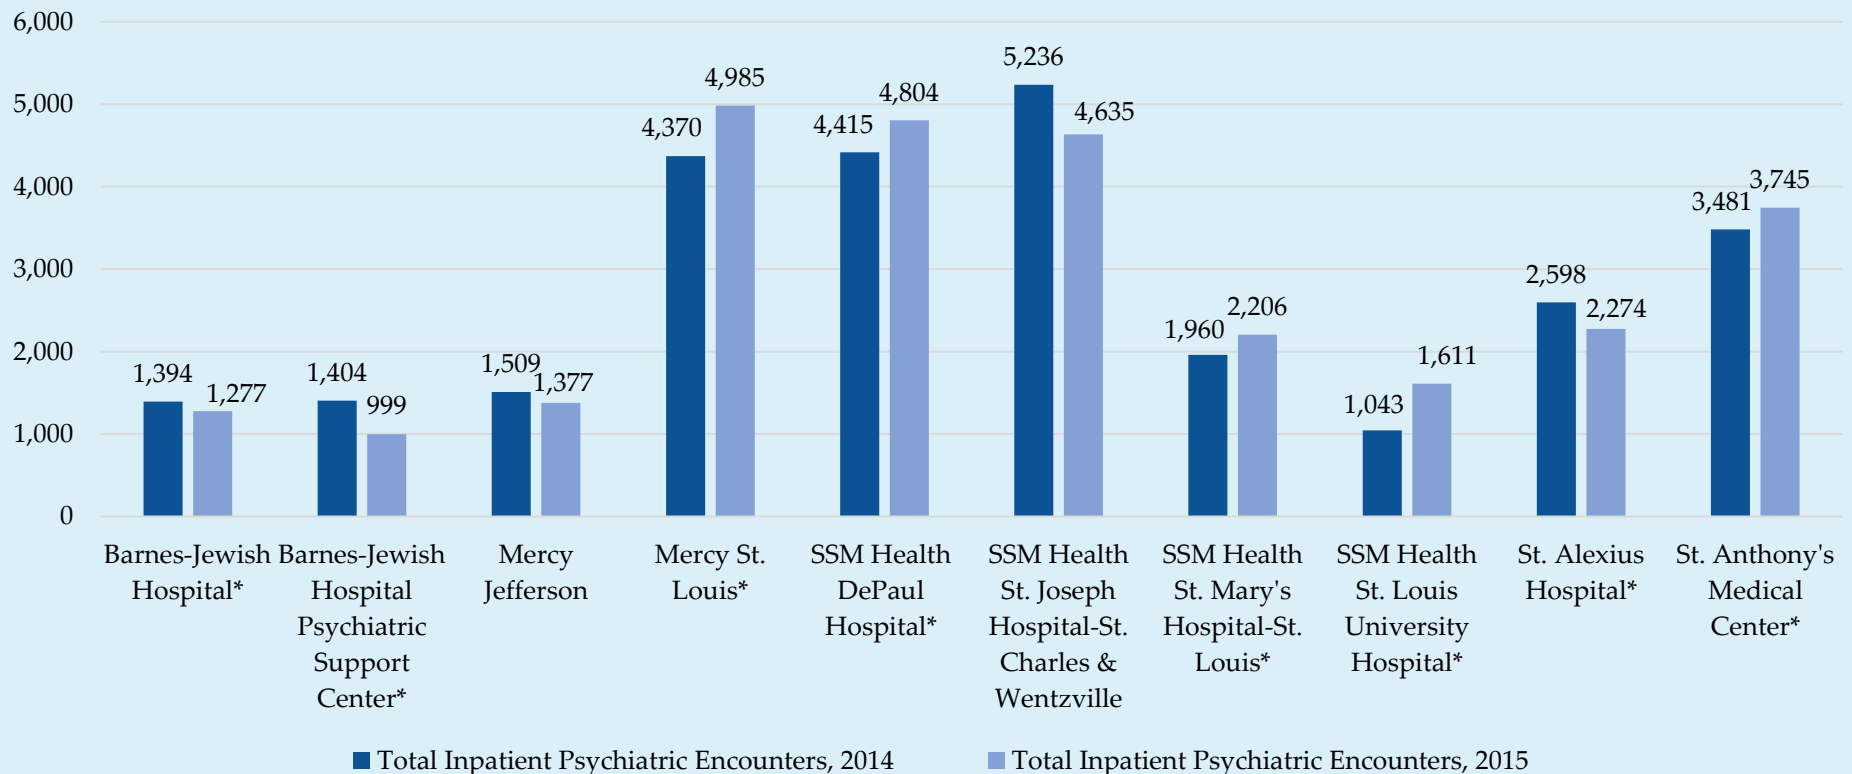 6,000
5,000
4,000
3,000
2,000
1,000
0
1,394
1,277
1,404
999
1,509
1,377
4,370
4,985
4,415
4,804
5,236
4,635
1,960
2,206
1,043
1,611
2,598
2,274
3,481
3,745
Barnes-Jewish
Hospital*
Barnes-Jewish
Hospital
Psychiatric
Support
Center*
Mercy
Jefferson
Mercy St.
Louis*
SSM Health
DePaul
Hospital*
SSM Health
St. Joseph
Hospital-St.
Charles &
Wentzville
SSM Health
St. Mary's
Hospital-St.
Louis*
SSM Health
St. Louis
University
Hospital*
St. Alexius
Hospital*
St. Anthony's
Medical
Center*
Total Inpatient Psychiatric Encounters, 2014
Total Inpatient Psychiatric Encounters, 2015